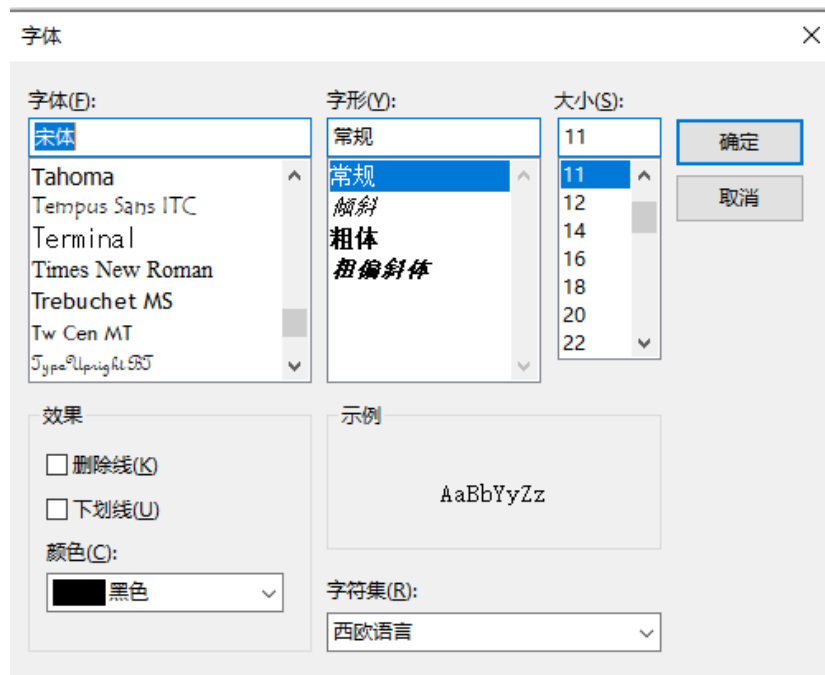 字体
字体(F):
宋体
Tahoma
Tempus Sans ITC
Terminal
Times New Roman
Trebuchet MS
Tw Cen MT
TypoUpright BT
字形(Y):
常规
常规
倾斜
粗体
粗偏斜体
大小(S):
11
11
12
14
16
18
20
22
确定
取消
效果
删除线(K)
下划线(U)
颜色(C):
黑色
示例
AaBbYyZz
字符集(R):
西欧语言